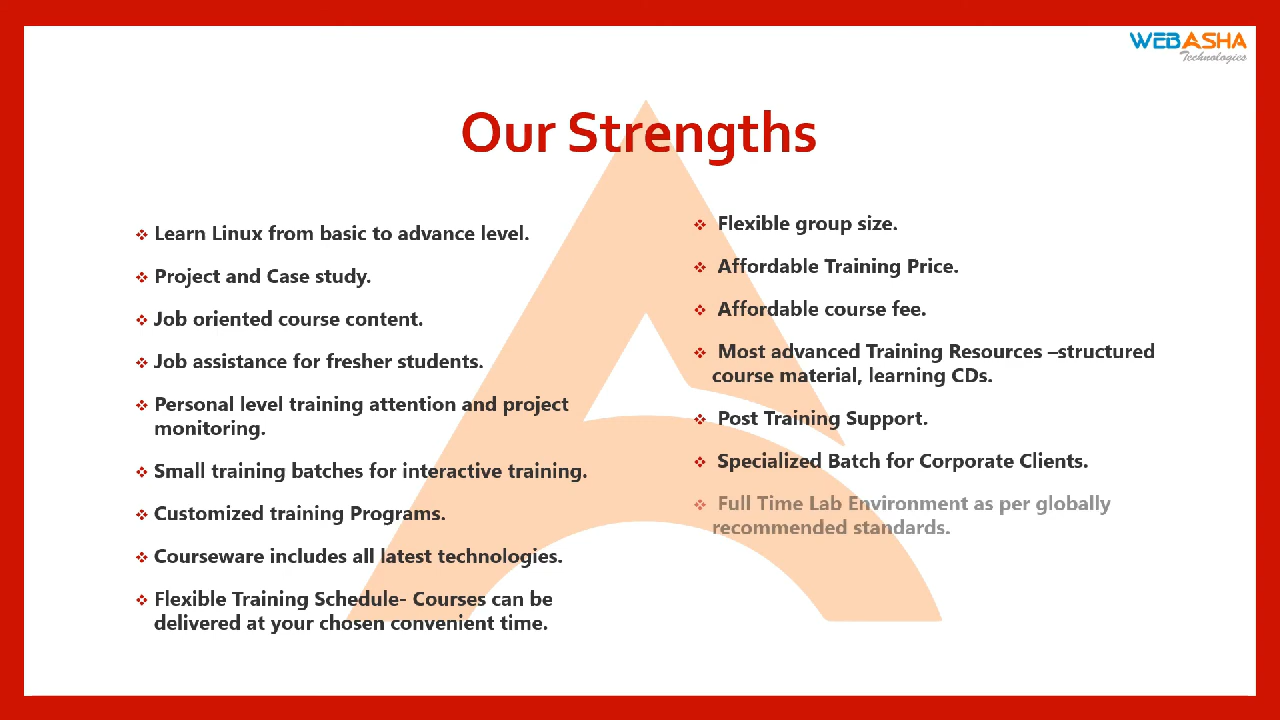 WEBASHA
Technologies
Our Strengths
Learn Linux from basic to advance level.
Project and Case study.
Job oriented course content.
Job assistance for fresher students.
Personal level training attention and project
monitoring.
Small training batches for interactive training.
Customized training Programs.
Courseware includes all latest technologies.
Flexible Training Schedule- Courses can be
delivered at your chosen convenient time.
Flexible group size.
Affordable Training Price.
Affordable course fee.
Most advanced Training Resources –structured
course material, learning CDs.
Post Training Support.
Specialized Batch for Corporate Clients.
Full Time Lab Environment as per globally
recommended standards.